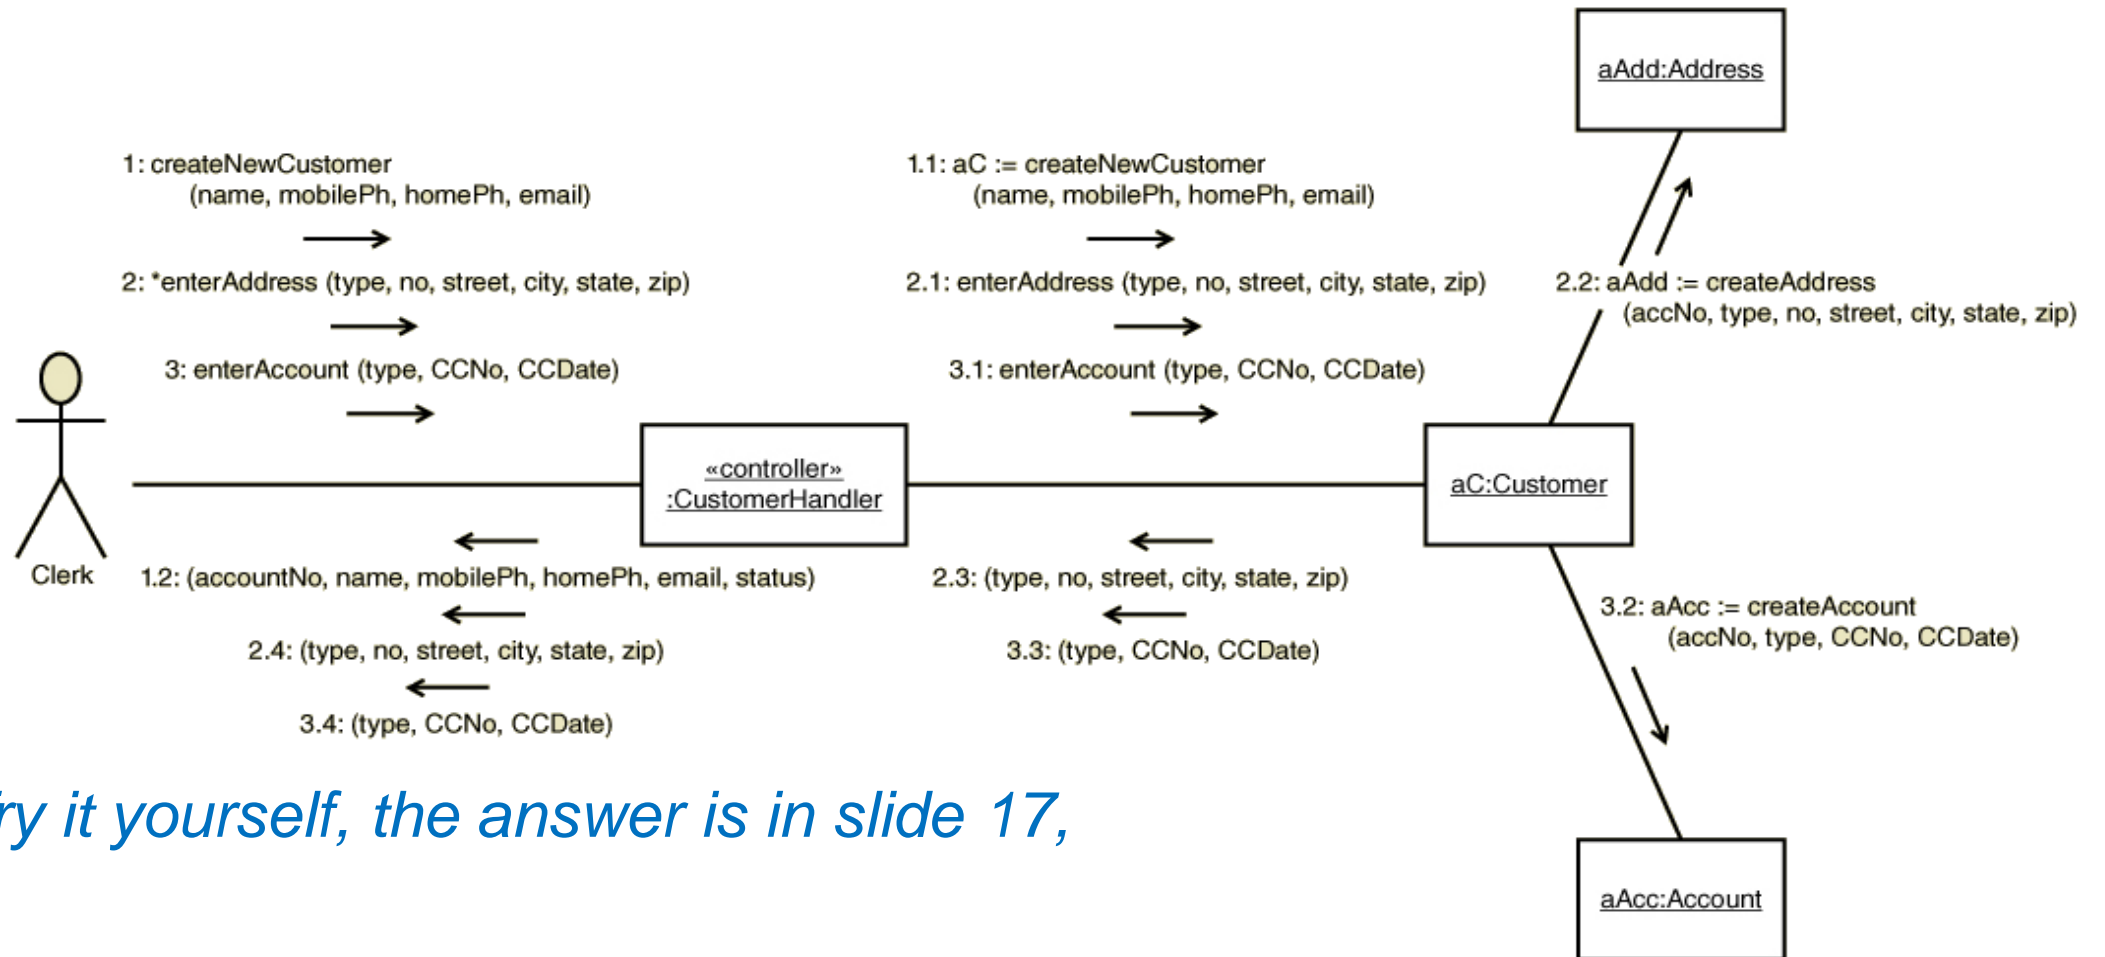 aAdd:Address
1: createNewCustomer
(name, mobilePh, homePh, email)
1.1: aC := createNewCustomer
(name, mobilePh, homePh, email)
2: *enterAddress (type, no, street, city, state, zip)
2.1: enterAddress (type, no, street, city, state, zip)
2.2: aAdd := createAddress
(accNo, type, no, street, city, state, zip)
3: enterAccount (type, CCNo, CCDate)
3.1: enterAccount (type, CCNo, CCDate)
«controller»
:CustomerHandler
aC:Customer
Clerk
1.2: (accountNo, name, mobilePh, homePh, email, status)
2.3: (type, no, street, city, state, zip)
3.2: aAcc := createAccount
(accNo, type, CCNo, CCDate)
2.4: (type, no, street, city, state, zip)
3.3: (type, CCNo, CCDate)
3.4: (type, CCNo, CCDate)
ry it yourself, the answer is in slide 17,
aAcc:Account